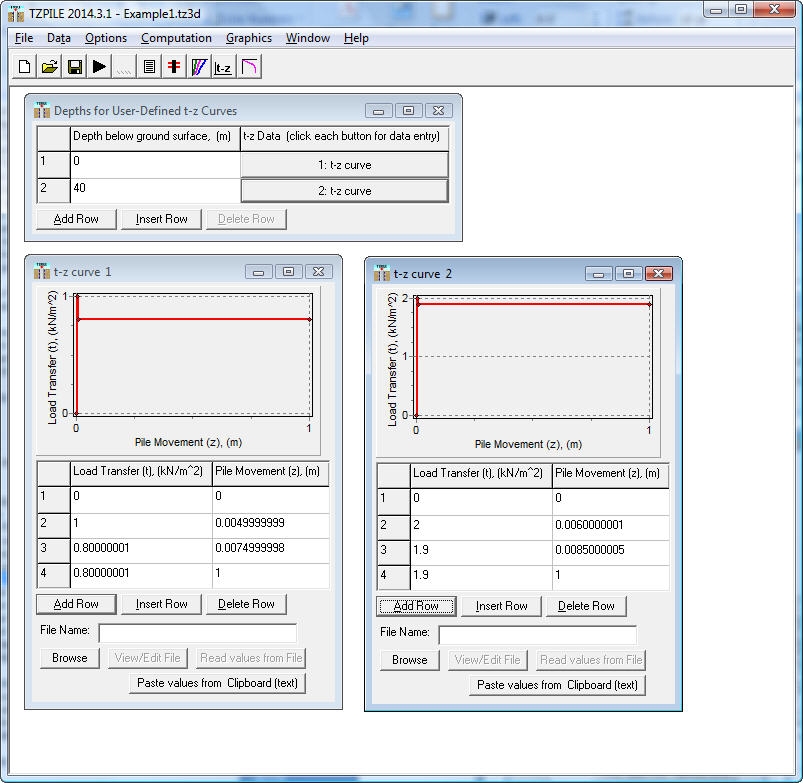 TZPILE 2014.3.1 - Example1.tz3d
File Data Options Computation Graphics Window Help
t-z
Depths for User-Defined t-z Curves
Depth below ground surface, (m) t-z Data (click each button for data entry)
1 0 1: t-z curve
2 40 2: t-z curve
Add Row Insert Row Delete Row
t-z curve 1
Load Transfer (t), (kN/m^2)
1
0
0 1
Pile Movement (z), (m)
Load Transfer (t), (kN/m^2) Pile Movement (z), (m)
1 0 0
2 1 0.0049999999
3 0.80000001 0.0074999998
4 0.80000001 1
Add Row Insert Row Delete Row
File Name:
Browse View/Edit File Read values from File
Paste values from Clipboard (text)
t-z curve 2
Load Transfer (t), (kN/m^2)
2
1
0
0 1
Pile Movement (z), (m)
Load Transfer (t), (kN/m^2) Pile Movement (z), (m)
1 0 0
2 2 0.0060000001
3 1.9 0.0085000005
4 1.9 1
Add Row Insert Row Delete Row
File Name:
Browse View/Edit File Read values from File
Paste values from Clipboard (text)